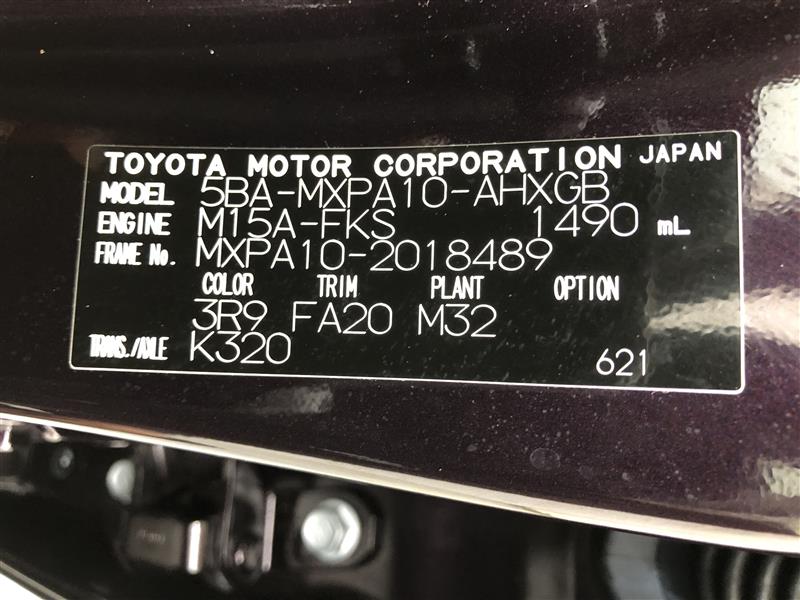 TOYOTA MOTOR CORPORATION JAPAN
MODEL 5BA-MXPA10-AHXGB
ENGINE M15A-FKS 1490 mL
FRAME No. MXPA10-2018489
COLOR TRIM PLANT OPTION
3R9 FA20 M32
TRANS./AXLE K320
621